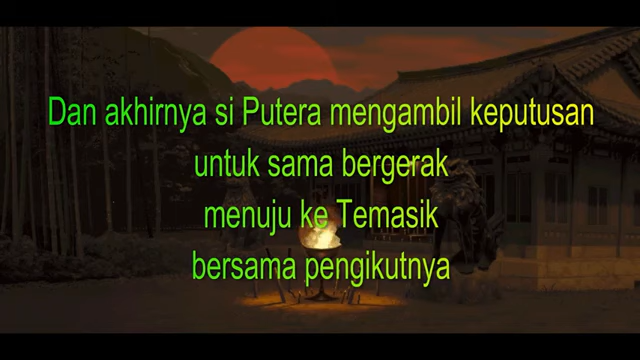 Dan akhirnya si Putera mengambil keputusan
untuk sama bergerak
menuju ke Temasik
bersama pengikutnya